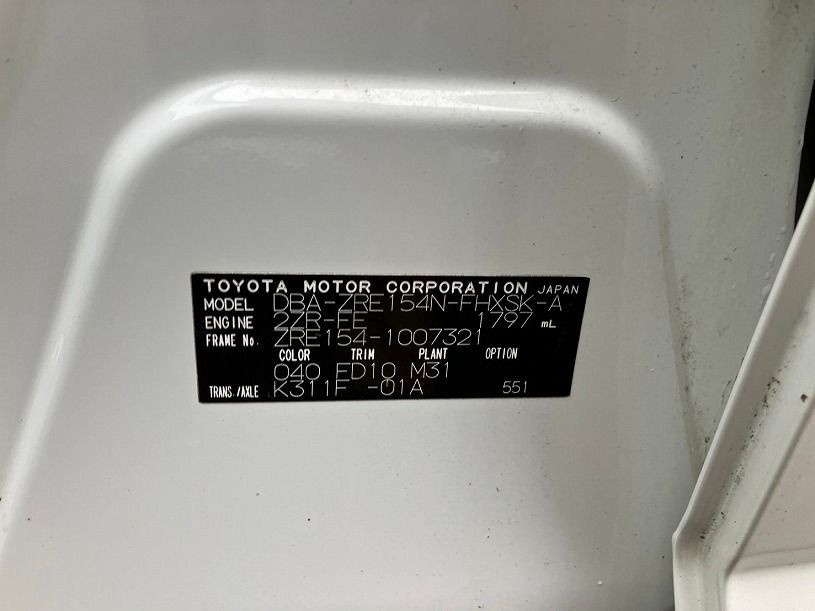 TOYOTA MOTOR CORPORATION JAPAN
MODEL DBA-ZRE154N-FHXSK-A
ENGINE 2ZR-FE 1797 mL
FRAME No. ZRE154-1007321
COLOR TRIM PLANT OPTION
040 FD10 M31
TRANS./AXLE K311F -01A 551